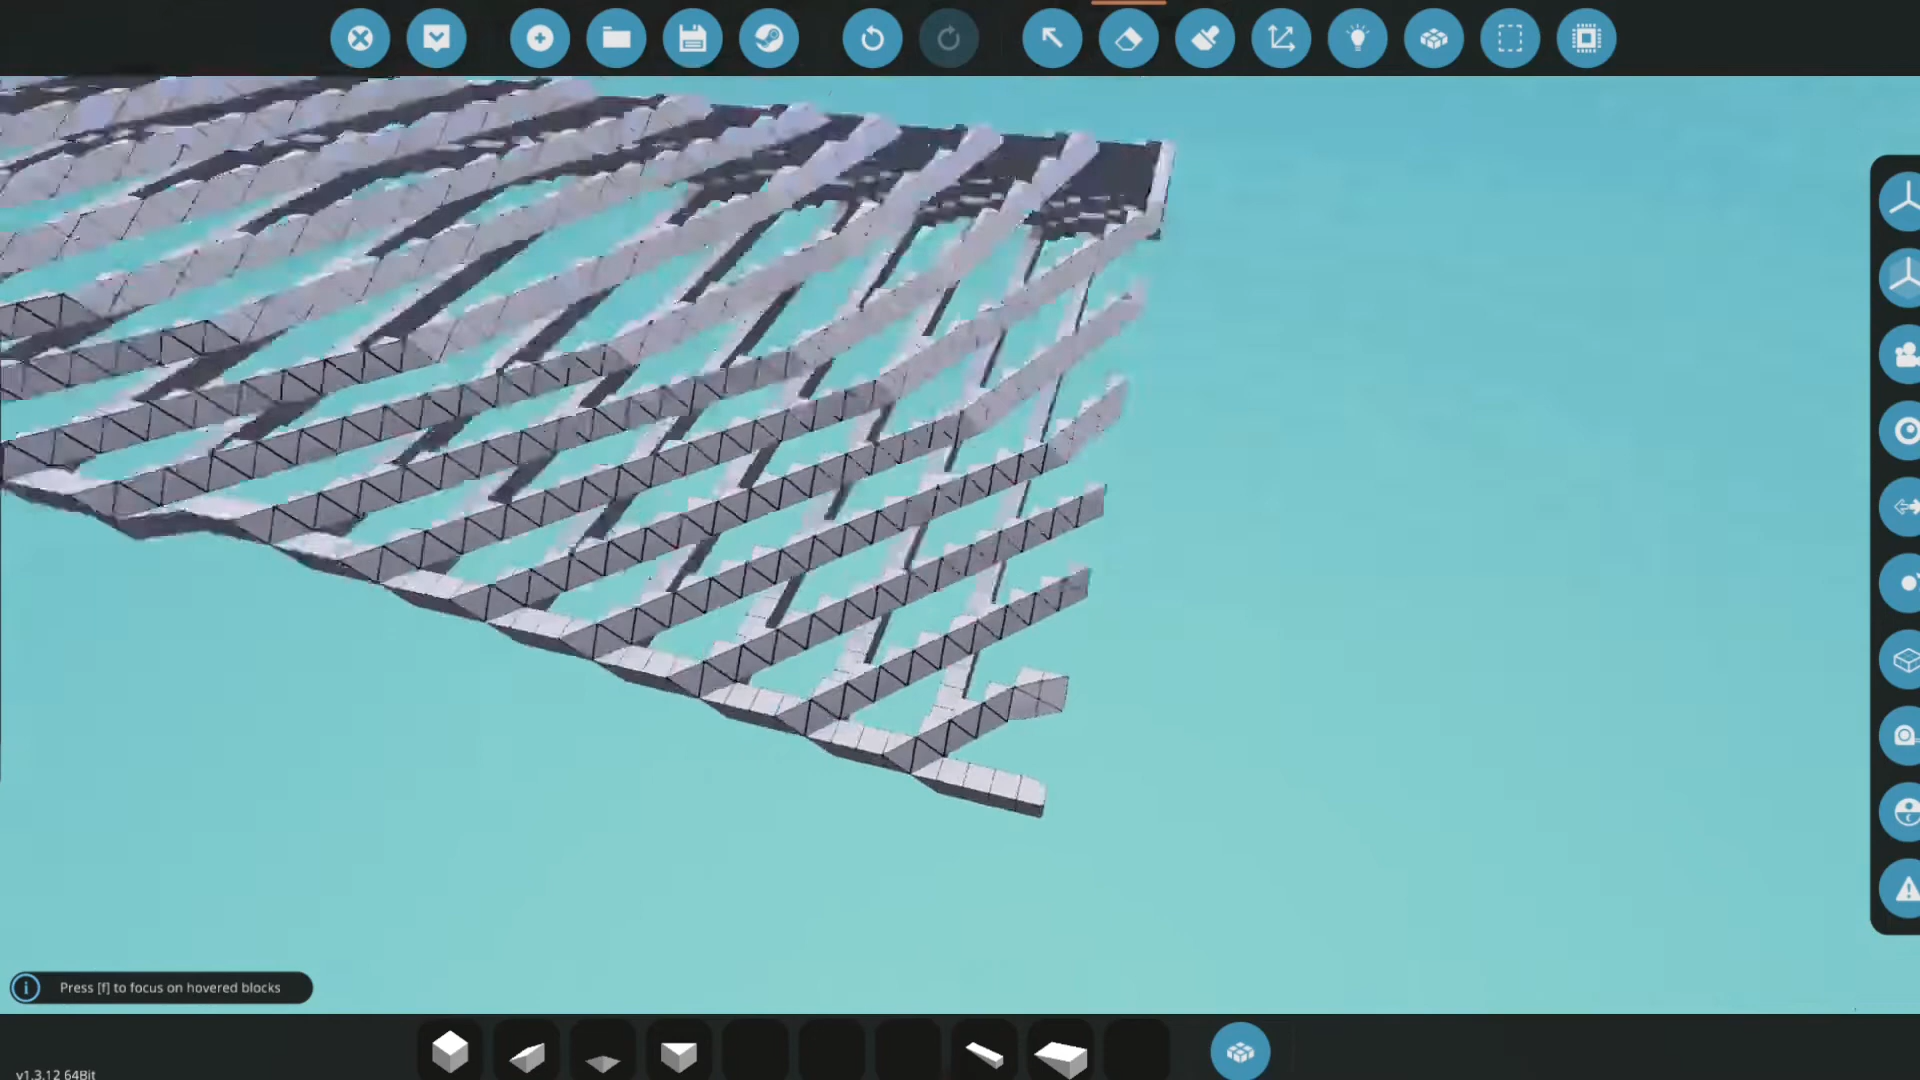 Press [f] to focus on hovered blocks
v1.3.12 64Bit